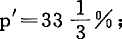 p′ = 33 1/3 %;